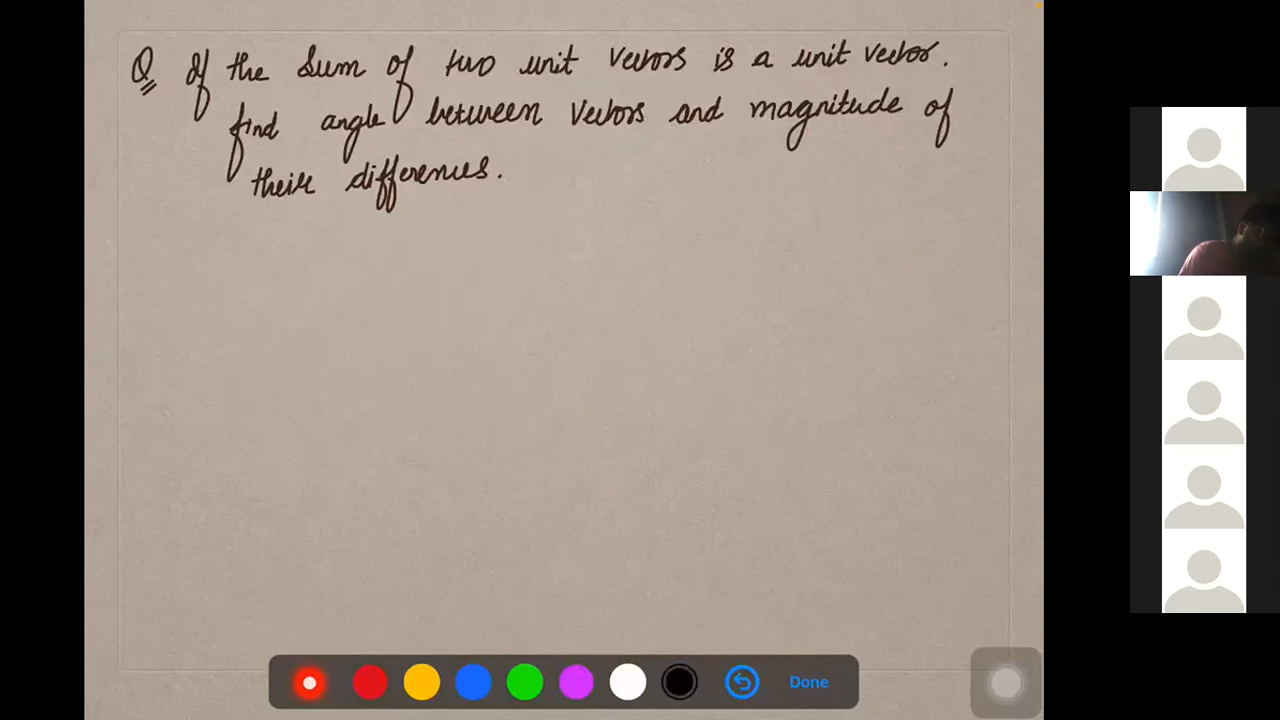 Q If the sum of two unit vectors is a unit vector.
find angle between vectors and magnitude of
their differences.
Done